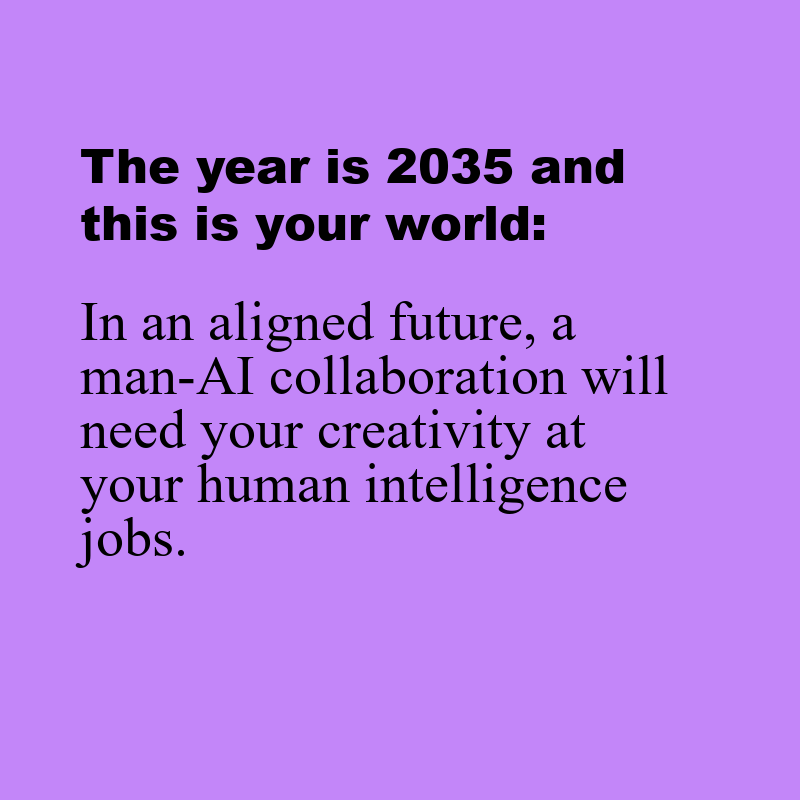 The year is 2035 and
this is your world:
In an aligned future, a
man-AI collaboration will
need your creativity at
your human intelligence
jobs.